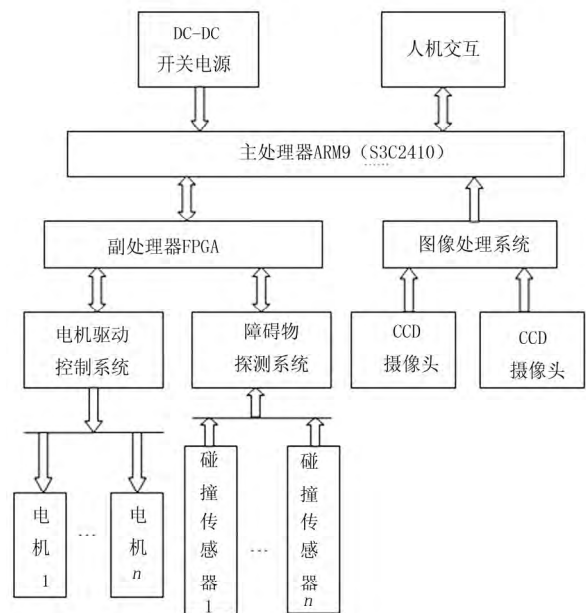 DC-DC
开关电源
人机交互
主处理器ARM9（S3C2410）
……
副处理器FPGA
图像处理系统
电机驱动
控制系统
障碍物
探测系统
CCD
摄像头
CCD
摄像头
电机1
…
电机n
碰撞传感器1
…
碰撞传感器n